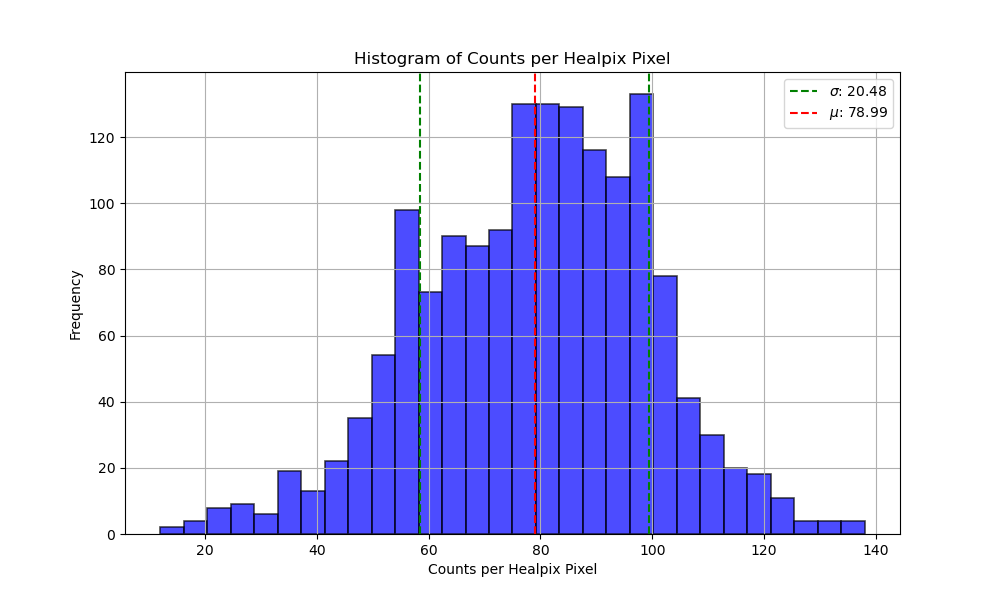 Histogram of Counts per Healpix Pixel
σ: 20.48
μ: 78.99
120
100
80
60
40
20
0
Frequency
20 40 60 80 100 120 140
Counts per Healpix Pixel